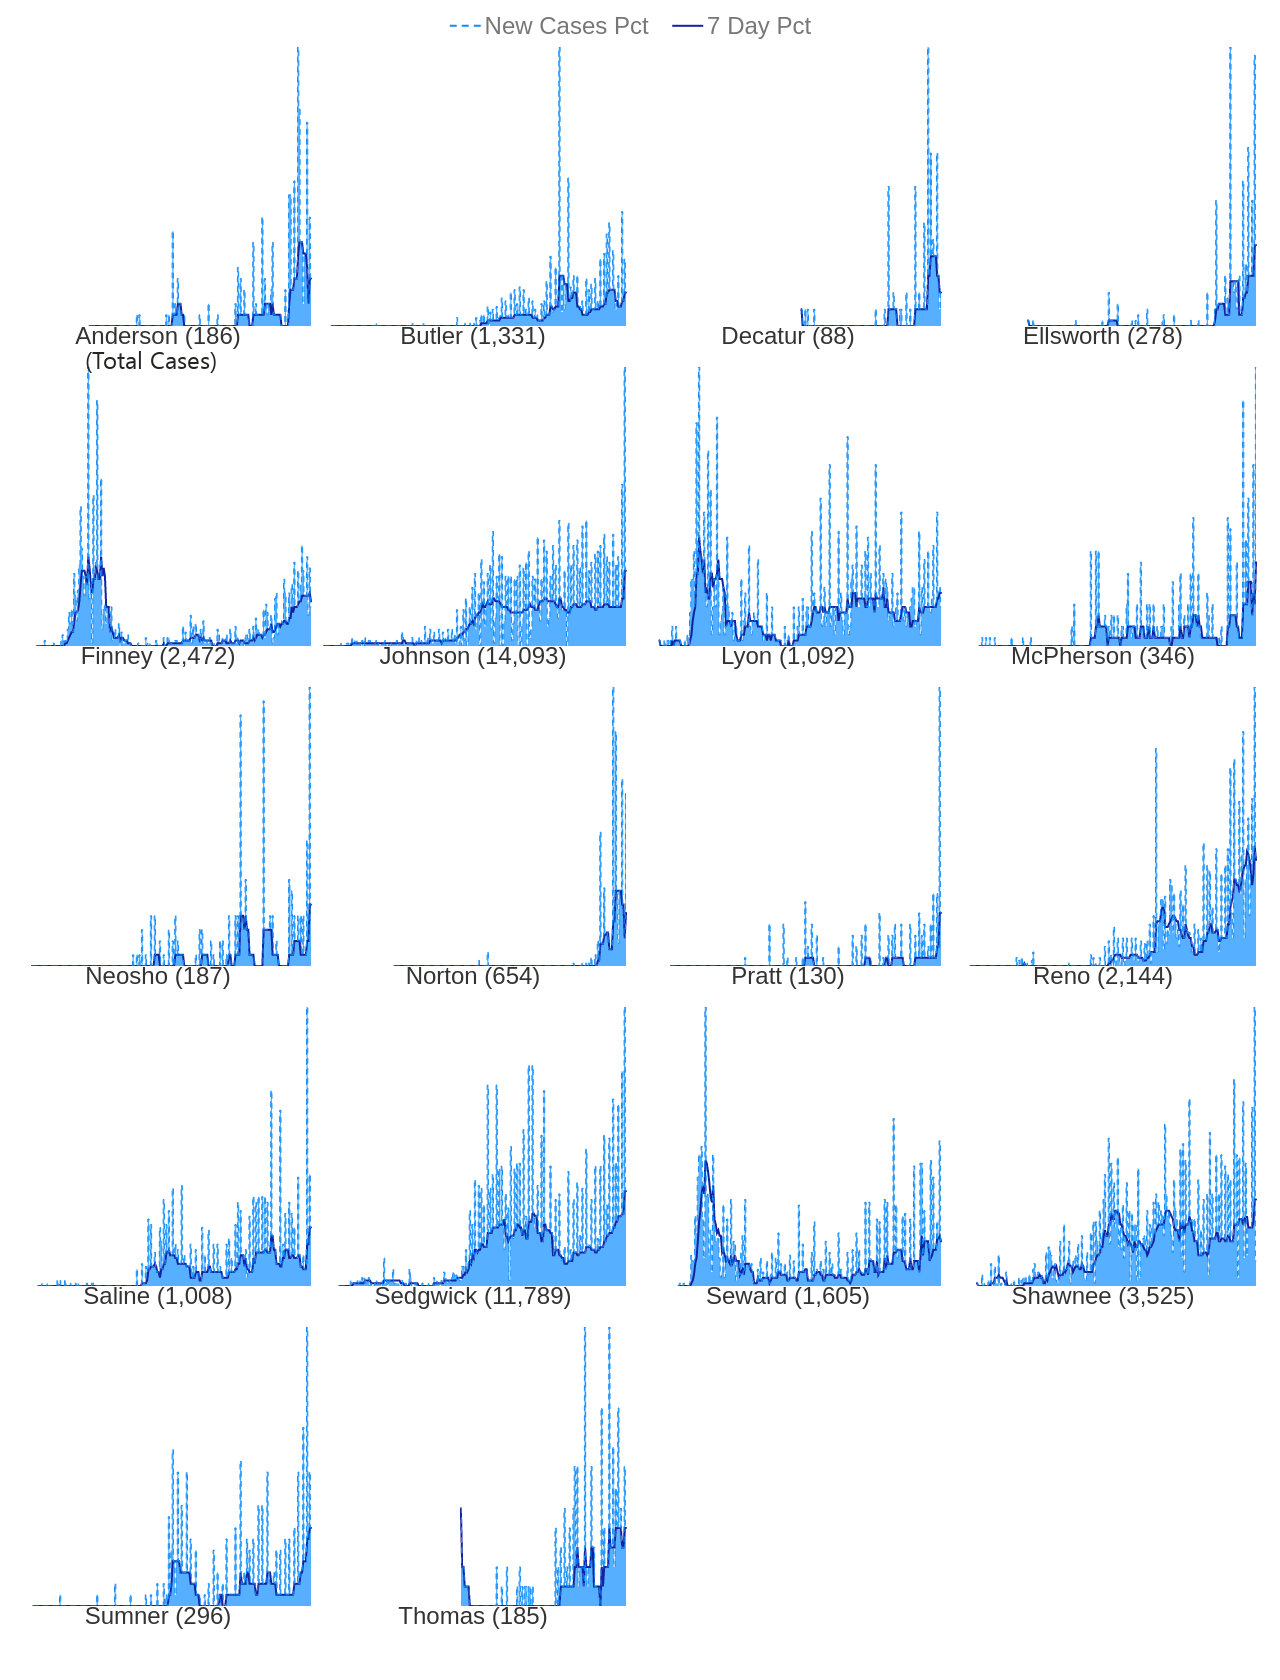 New Cases Pct 7 Day Pct
Anderson (186) Butler (1,331) Decatur (88) Ellsworth (278)
(Total Cases)
Finney (2,472) Johnson (14,093) Lyon (1,092) McPherson (346)
Neosho (187) Norton (654) Pratt (130) Reno (2,144)
Saline (1,008) Sedgwick (11,789) Seward (1,605) Shawnee (3,525)
Sumner (296) Thomas (185)